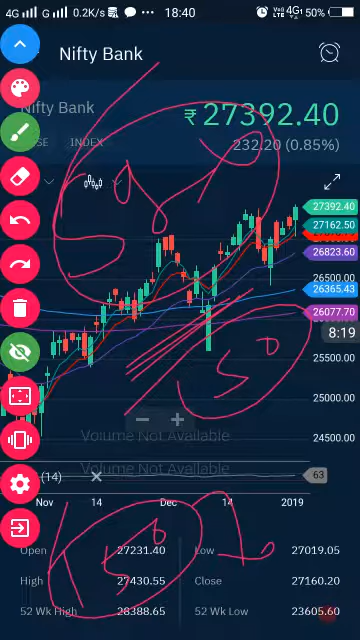 4G G 0.2K/s ... 18:40 VoLTE 4G 50%
Nifty Bank
Nifty Bank
₹ 27392.40
INDEX 232.20 (0.85%)
27392.40
27162.50
26823.60
26500.00
26365.43
26077.70
8:19
25500.00
25000.00
24500.00
Volume Not Available
Volume Not Available
(14) 63
Nov 14 Dec 14 2019
Open 27231.40 Low 27019.05
High 27430.55 Close 27160.20
52 Wk High 28388.65 52 Wk Low 23605.60